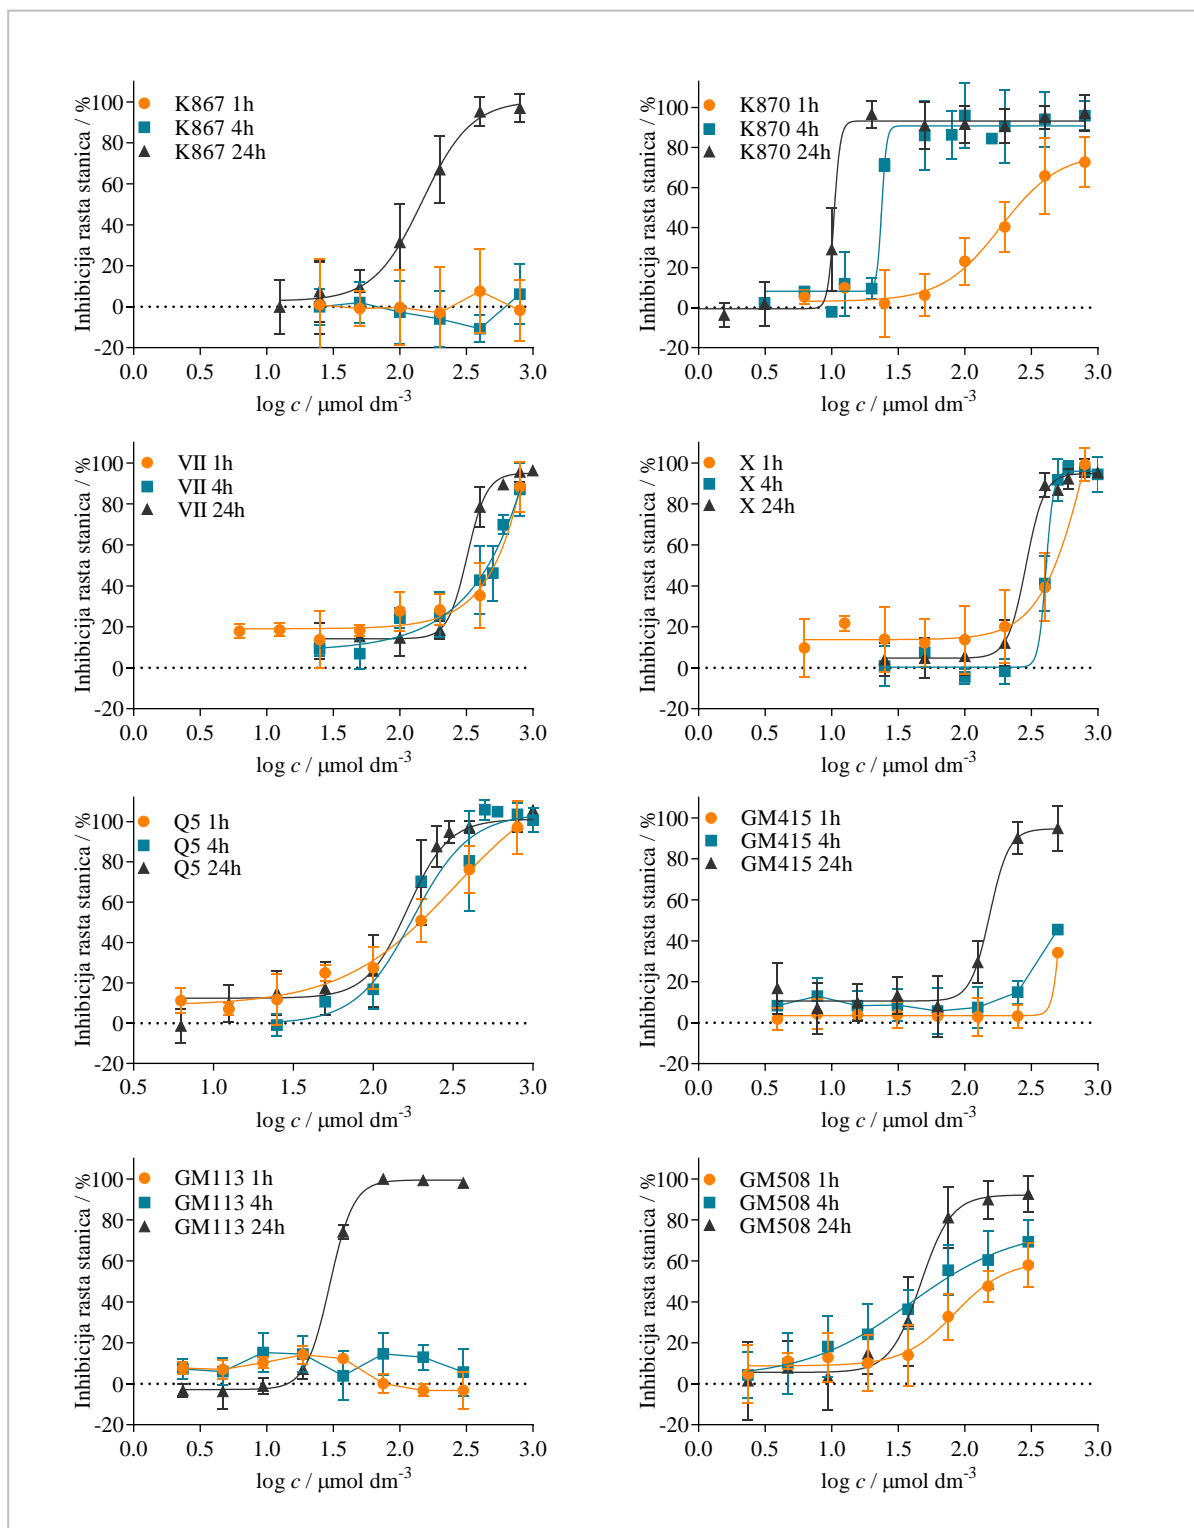 Inhibicija rasta stanica / %
K867 1h
K867 4h
K867 24h
100
80
60
40
20
0
-20
0.0 0.5 1.0 1.5 2.0 2.5 3.0
log c / μmol dm-3
Inhibicija rasta stanica / %
K870 1h
K870 4h
K870 24h
100
80
60
40
20
0
-20
0.0 0.5 1.0 1.5 2.0 2.5 3.0
log c / μmol dm-3
Inhibicija rasta stanica / %
VII 1h
VII 4h
VII 24h
100
80
60
40
20
0
-20
0.0 0.5 1.0 1.5 2.0 2.5 3.0
log c / μmol dm-3
Inhibicija rasta stanica / %
X 1h
X 4h
X 24h
100
80
60
40
20
0
-20
0.0 0.5 1.0 1.5 2.0 2.5 3.0
log c / μmol dm-3
Inhibicija rasta stanica / %
Q5 1h
Q5 4h
Q5 24h
100
80
60
40
20
0
-20
0.5 1.0 1.5 2.0 2.5 3.0
log c / μmol dm-3
Inhibicija rasta stanica / %
GM415 1h
GM415 4h
GM415 24h
100
80
60
40
20
0
-20
0.0 0.5 1.0 1.5 2.0 2.5 3.0
log c / μmol dm-3
Inhibicija rasta stanica / %
GM113 1h
GM113 4h
GM113 24h
100
80
60
40
20
0
-20
0.0 0.5 1.0 1.5 2.0 2.5 3.0
log c / μmol dm-3
Inhibicija rasta stanica / %
GM508 1h
GM508 4h
GM508 24h
100
80
60
40
20
0
-20
0.0 0.5 1.0 1.5 2.0 2.5 3.0
log c / μmol dm-3